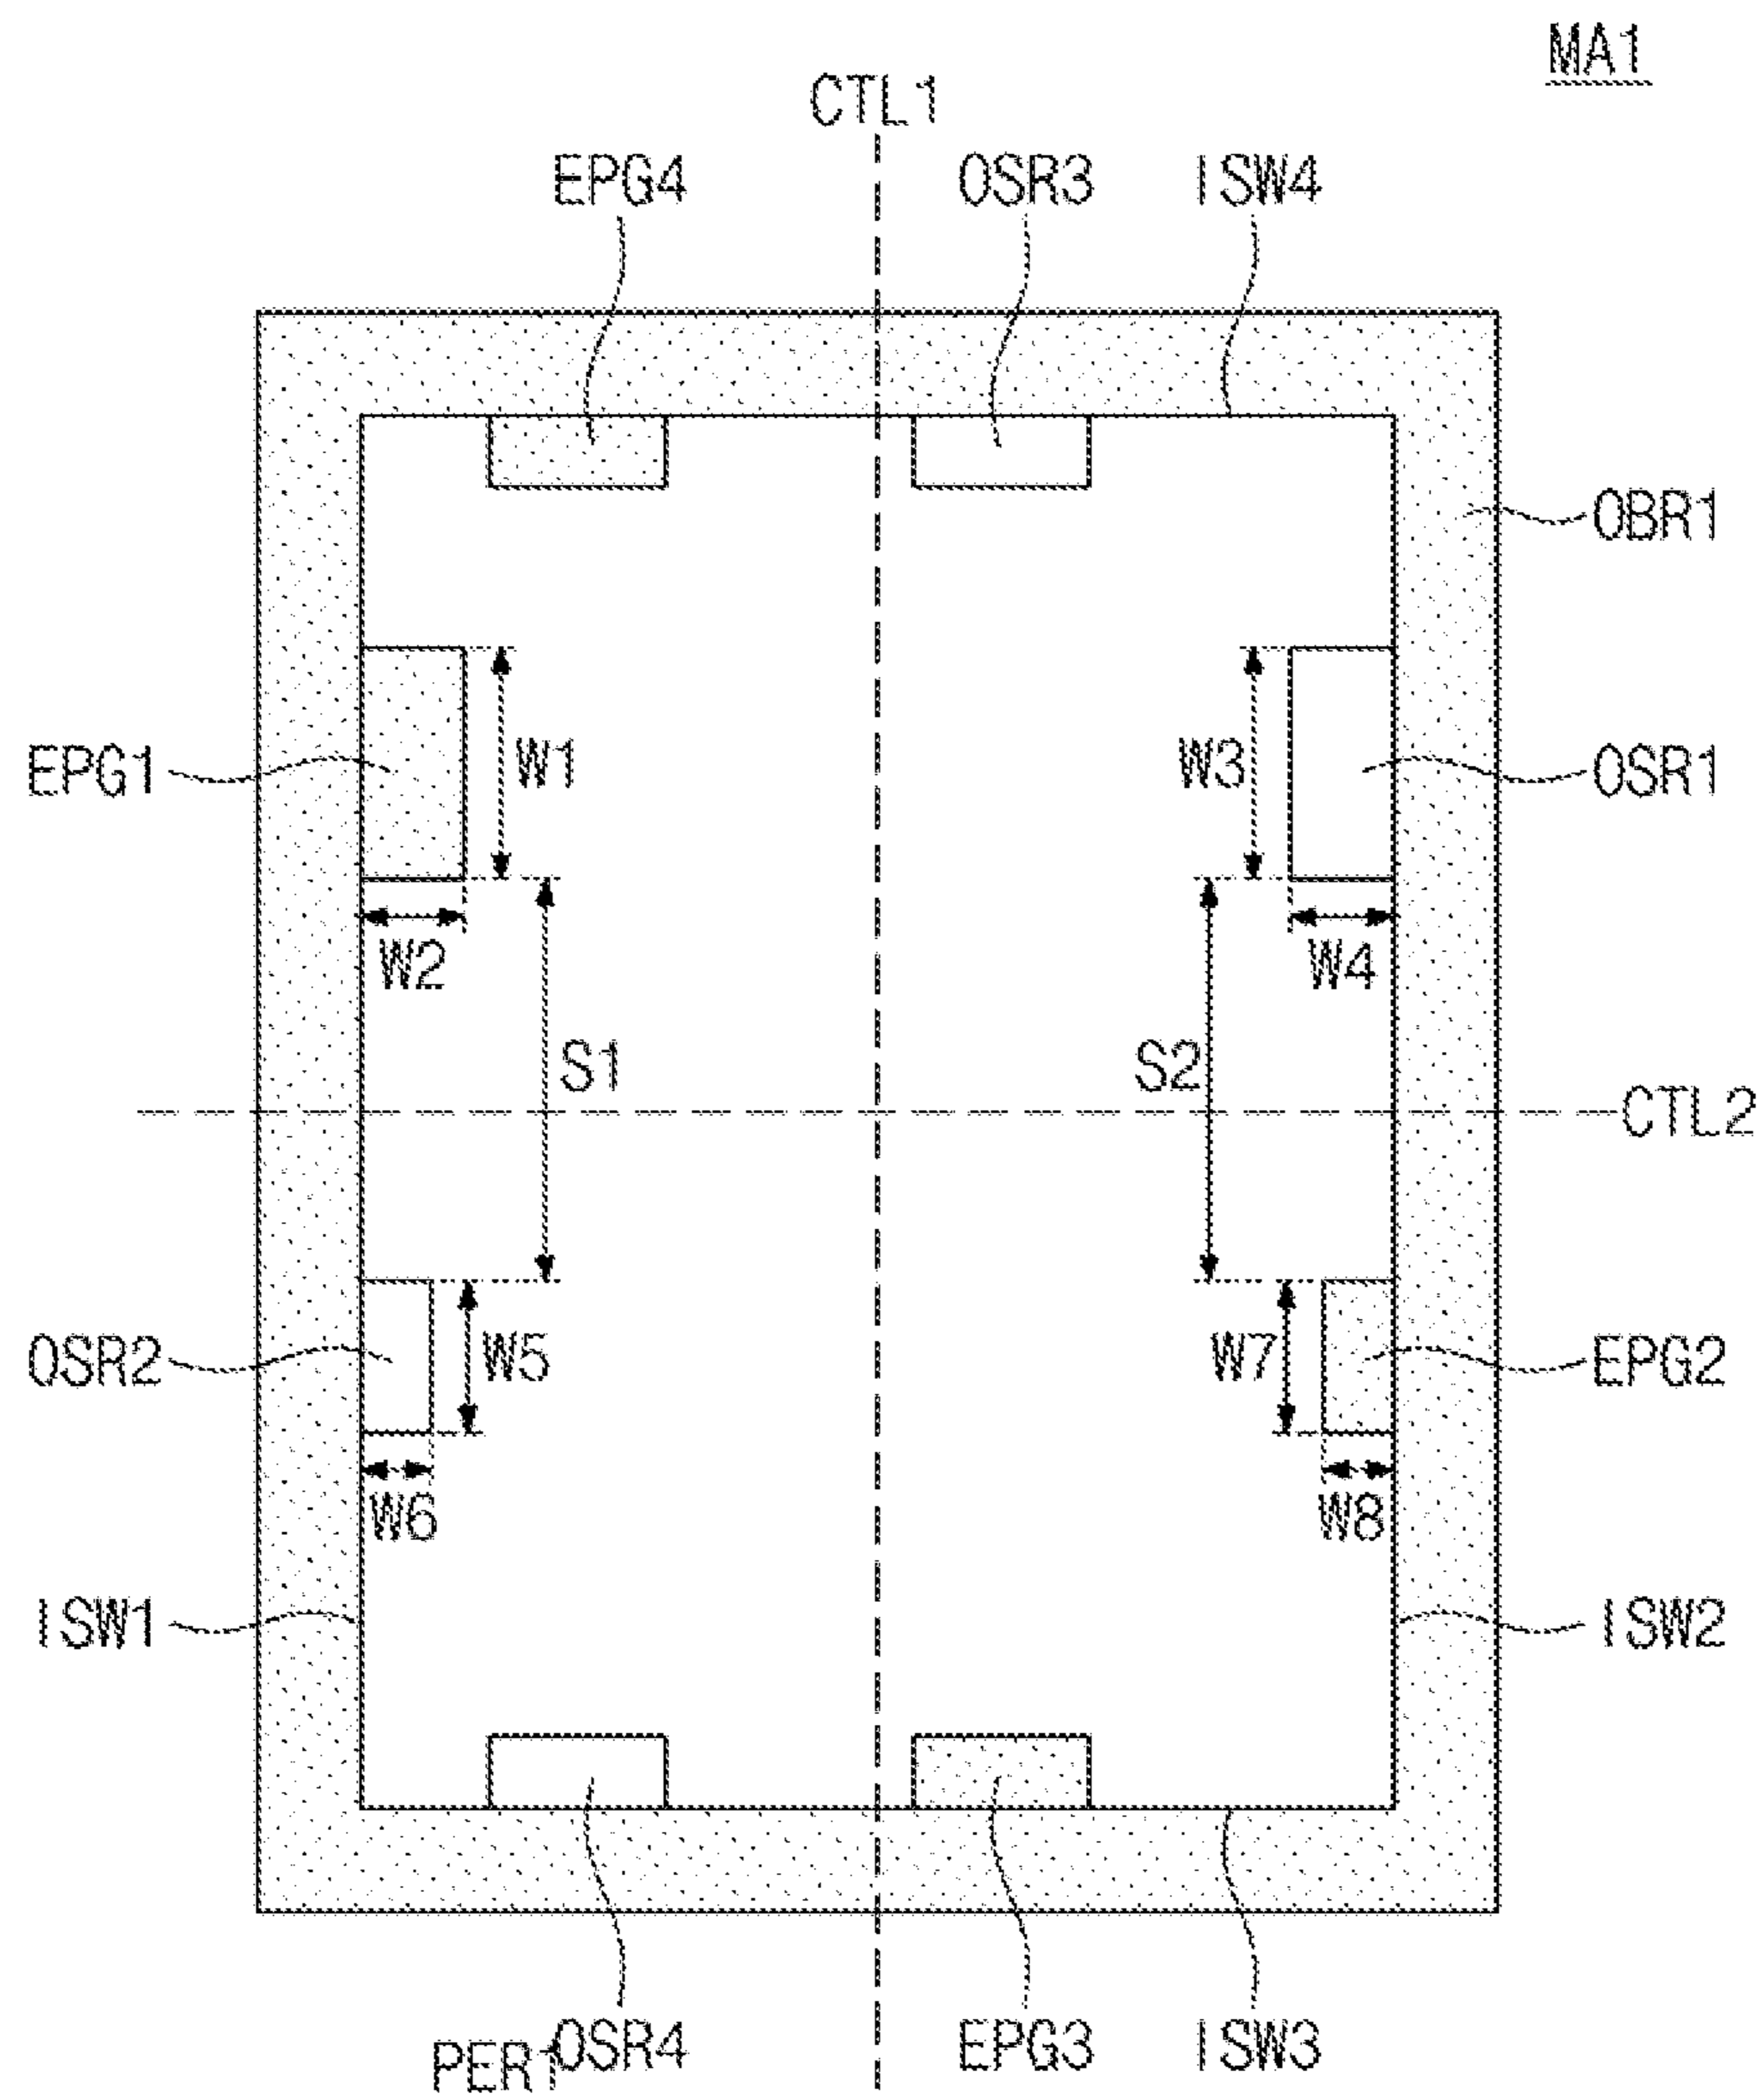 MA1
CTL1
EPG4 OSR3 ISW4
OBR1
EPG1 W1 W3 OSR1
W2 W4
S1 S2
CTL2
OSR2 W5 W7 EPG2
W6 W8
ISW1 ISW2
PER1 OSR4 EPG3 ISW3